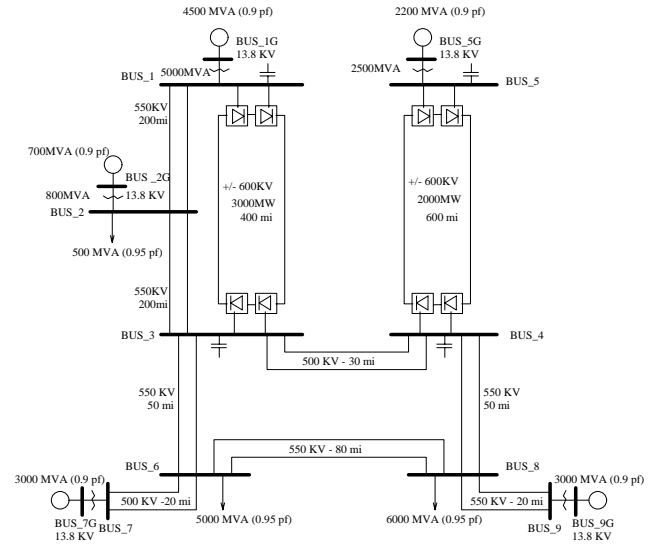 4500 MVA (0.9 pf)
2200 MVA (0.9 pf)
BUS_1G
13.8 KV
BUS_5G
13.8 KV
BUS_1
5000MVA
2500MVA
BUS_5
550KV
200mi
700MVA (0.9 pf)
+/- 600KV
3000MW
400 mi
+/- 600KV
2000MW
600 mi
BUS _2G
800MVA
13.8 KV
BUS_2
500 MVA (0.95 pf)
550KV
200mi
BUS_3
BUS_4
500 KV - 30 mi
550 KV
50 mi
550 KV
50 mi
550 KV - 80 mi
BUS_6
BUS_8
3000 MVA (0.9 pf)
3000 MVA (0.9 pf)
500 KV -20 mi
550 KV - 20 mi
BUS_7G
13.8 KV
BUS_7
5000 MVA (0.95 pf)
6000 MVA (0.95 pf)
BUS_9
BUS_9G
13.8 KV